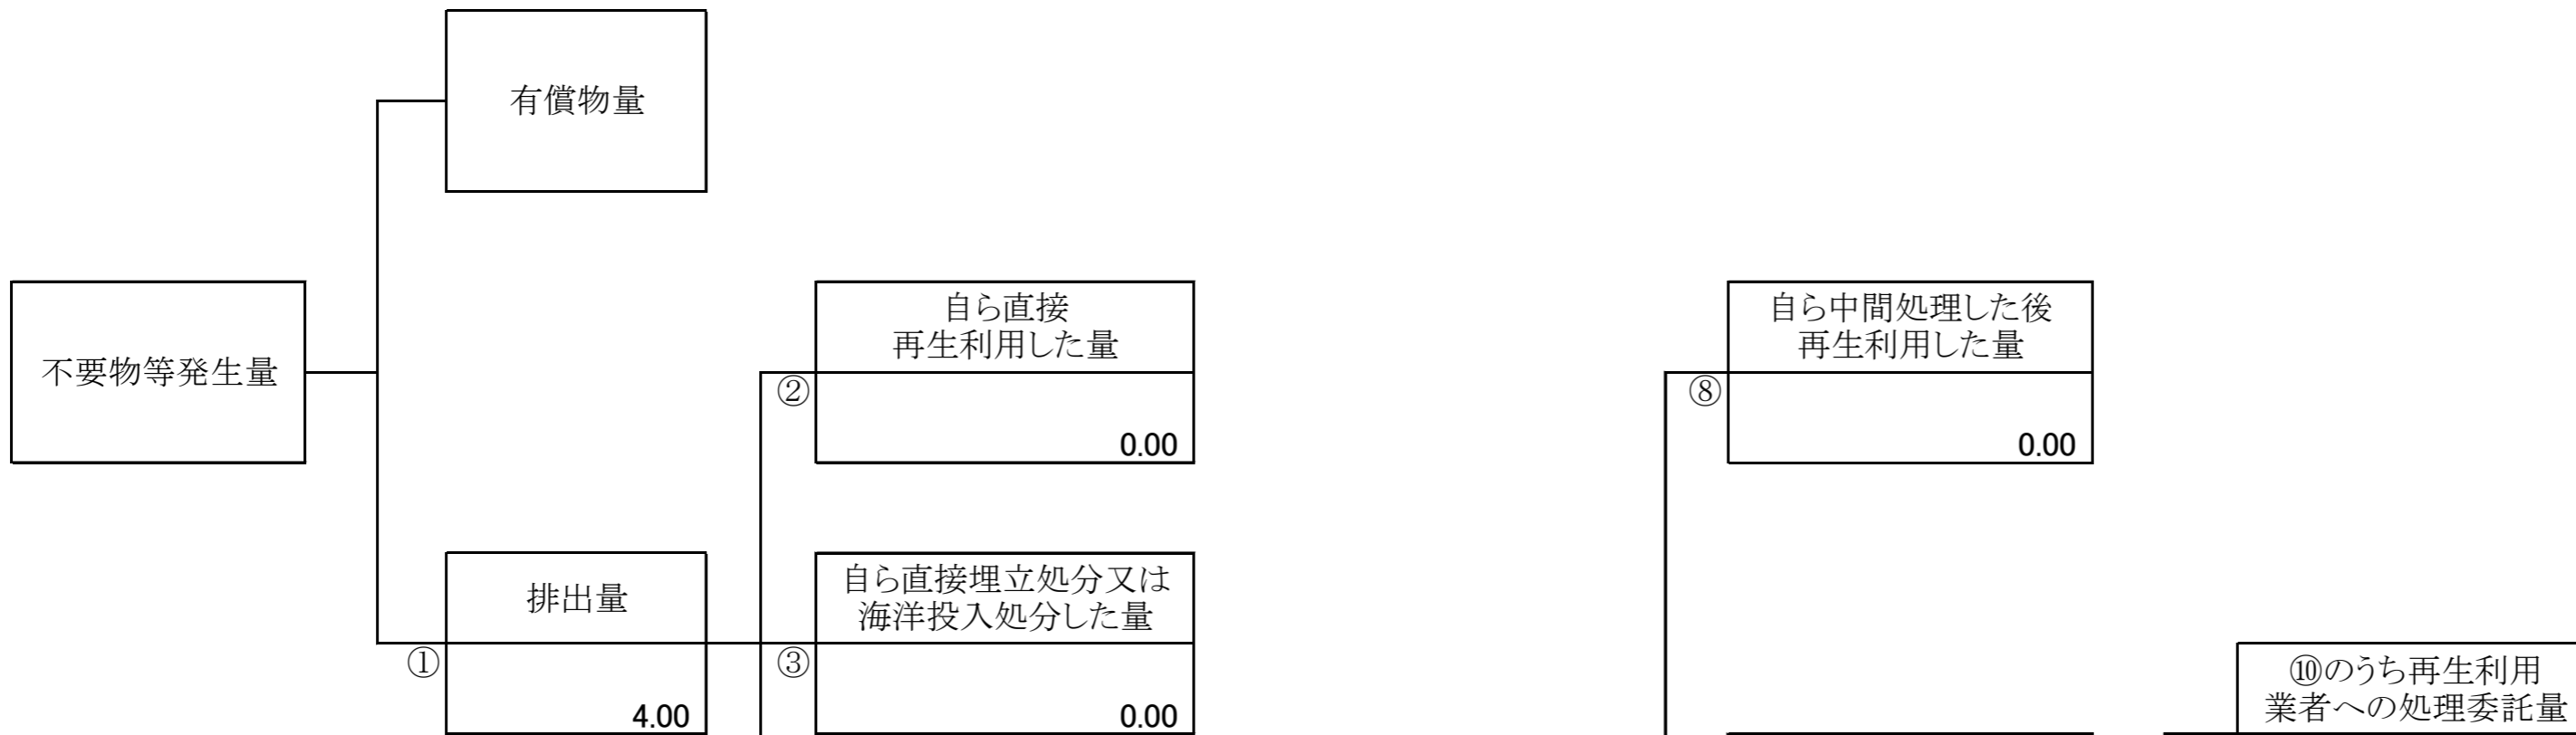 有償物量
不要物等発生量
自ら直接
再生利用した量
②
0.00
自ら中間処理した後
再生利用した量
⑧
0.00
排出量
①
4.00
自ら直接埋立処分又は
海洋投入処分した量
③
0.00
⑩のうち再生利用
業者への処理委託量